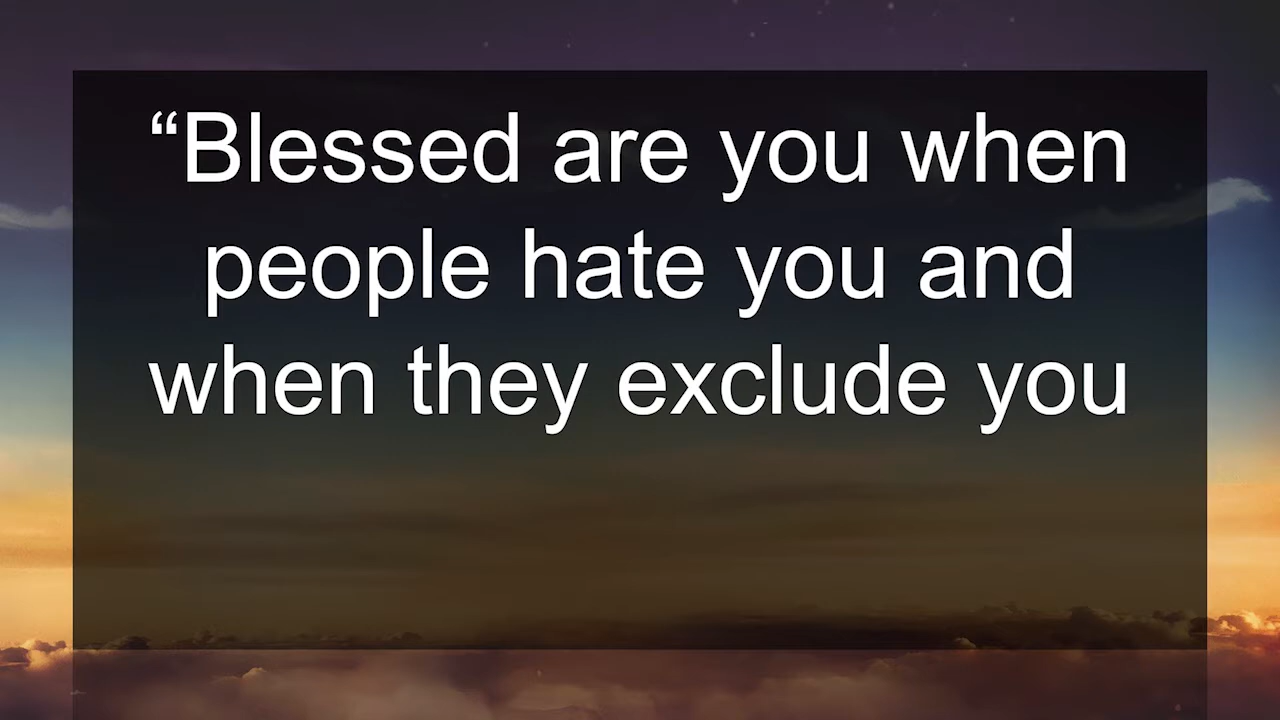 “Blessed are you when
people hate you and
when they exclude you